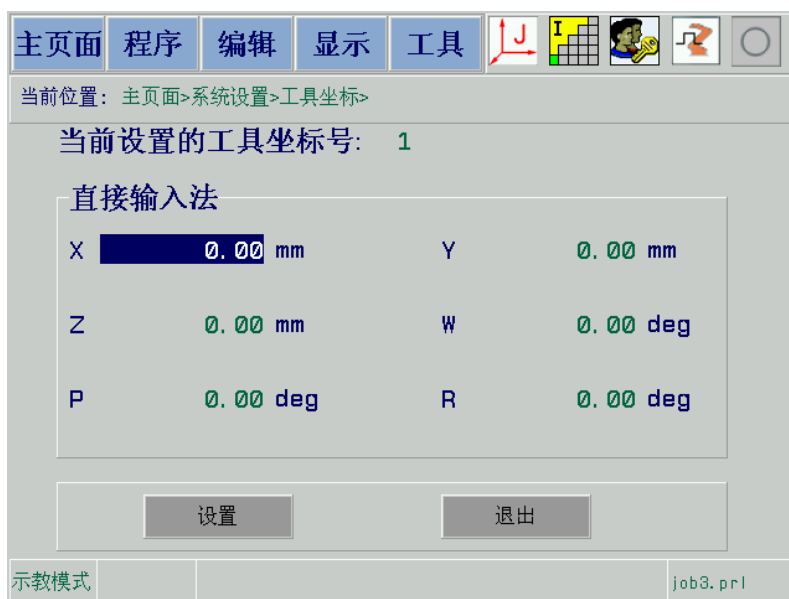 主页面 程序 编辑 显示 工具 J I
当前位置: 主页面>系统设置>工具坐标>
当前设置的工具坐标号: 1
直接输入法
X 0.00 mm Y 0.00 mm
Z 0.00 mm W 0.00 deg
P 0.00 deg R 0.00 deg
设置 退出
示教模式 job3.prl